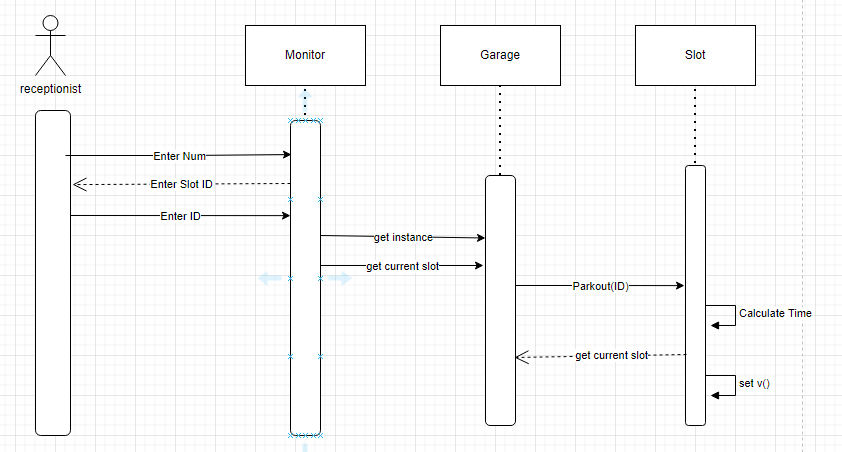 Monitor
Garage
Slot
receptionist
Enter Num
Enter Slot ID
Enter ID
get instance
get current slot
Parkout(ID)
Calculate Time
get current slot
set v()